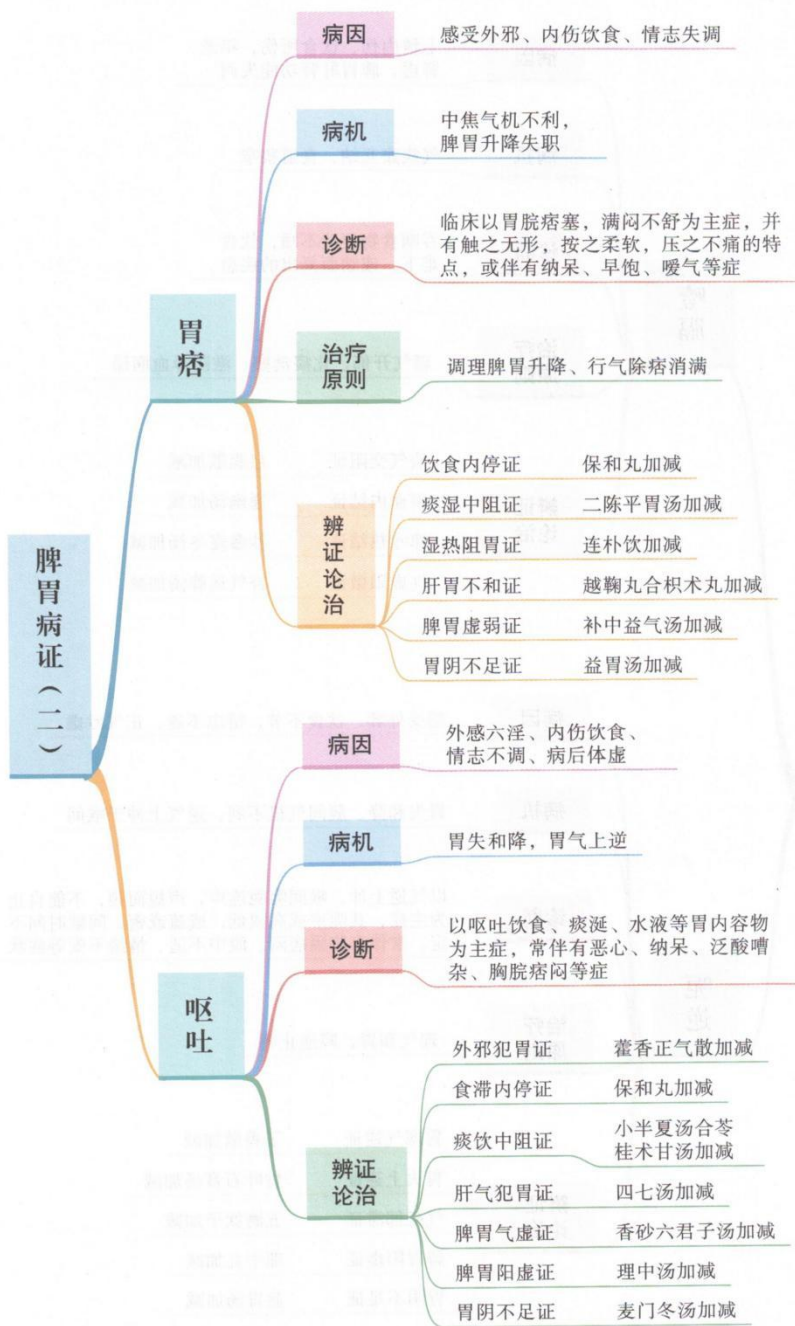 脾胃病证（二）
胃痞
病因
感受外邪、内伤饮食、情志失调
病机
中焦气机不利，
脾胃升降失职
诊断
临床以胃脘痞塞，满闷不舒为主症，并
有触之无形，按之柔软，压之不痛的特
点，或伴有纳呆、早饱、嗳气等症
治疗
原则
调理脾胃升降、行气除痞消满
辨证论治
饮食内停证 保和丸加减
痰湿中阻证 二陈平胃汤加减
湿热阻胃证 连朴饮加减
肝胃不和证 越鞠丸合枳术丸加减
脾胃虚弱证 补中益气汤加减
胃阴不足证 益胃汤加减
呕吐
病因
外感六淫、内伤饮食、
情志不调、病后体虚
病机
胃失和降，胃气上逆
诊断
以呕吐饮食、痰涎、水液等胃内容物
为主症，常伴有恶心、纳呆、泛酸嘈
杂、胸脘痞闷等症
辨证
论治
外邪犯胃证 藿香正气散加减
食滞内停证 保和丸加减
痰饮中阻证 小半夏汤合苓
桂术甘汤加减
肝气犯胃证 四七汤加减
脾胃气虚证 香砂六君子汤加减
脾胃阳虚证 理中汤加减
胃阴不足证 麦门冬汤加减